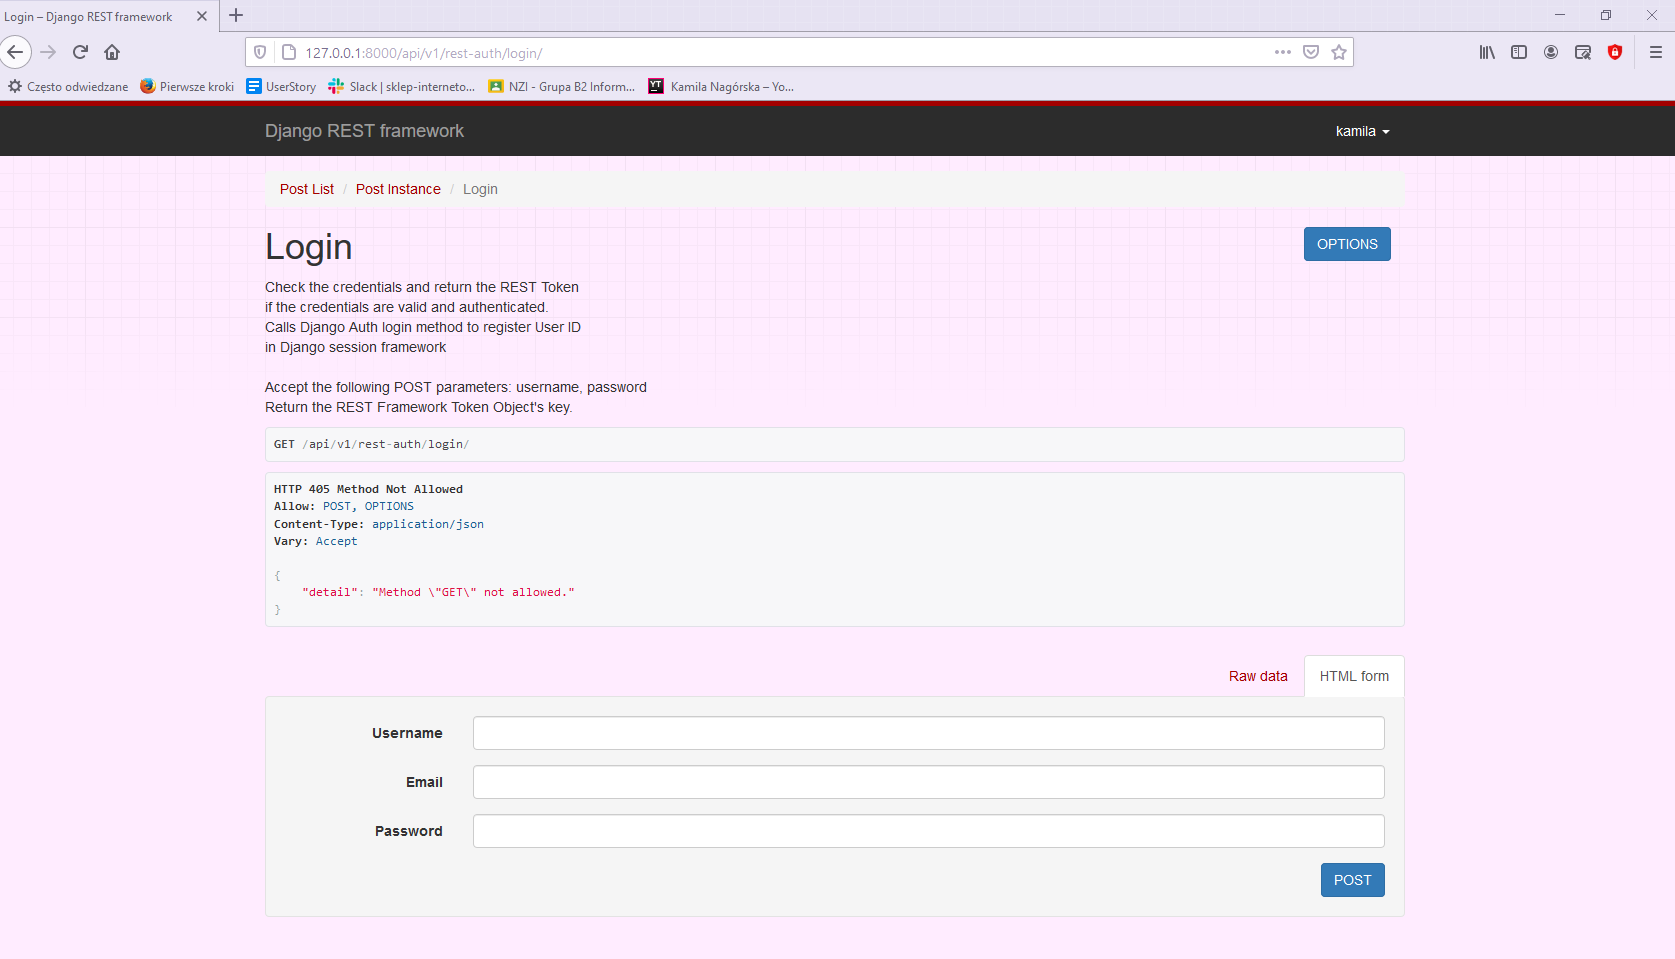 Login – Django REST framework
127.0.0.1:8000/api/v1/rest-auth/login/
Często odwiedzane Pierwsze kroki UserStory Slack | sklep-interneto... NZI - Grupa B2 Inform... YT Kamila Nagórska – Yo...
Django REST framework kamila
Post List / Post Instance / Login
Login OPTIONS
Check the credentials and return the REST Token
if the credentials are valid and authenticated.
Calls Django Auth login method to register User ID
in Django session framework
Accept the following POST parameters: username, password
Return the REST Framework Token Object's key.
GET /api/v1/rest-auth/login/
HTTP 405 Method Not Allowed
Allow: POST, OPTIONS
Content-Type: application/json
Vary: Accept
{
"detail": "Method \"GET\" not allowed."
}
Raw data HTML form
Username
Email
Password
POST